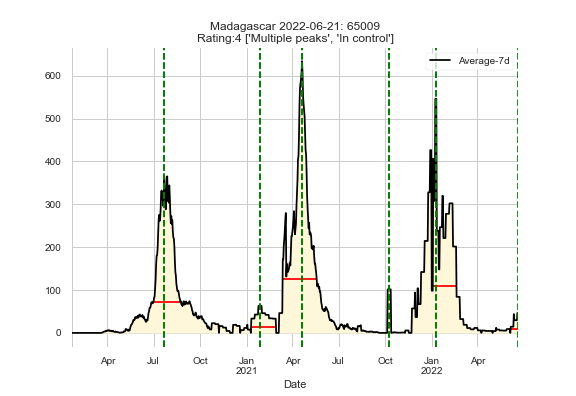 Madagascar 2022-06-21: 65009
Rating:4 ['Multiple peaks', 'In control']
Average-7d
600
500
400
300
200
100
0
Apr Jul Oct Jan Apr Jul Oct Jan Apr
2021 2022
Date